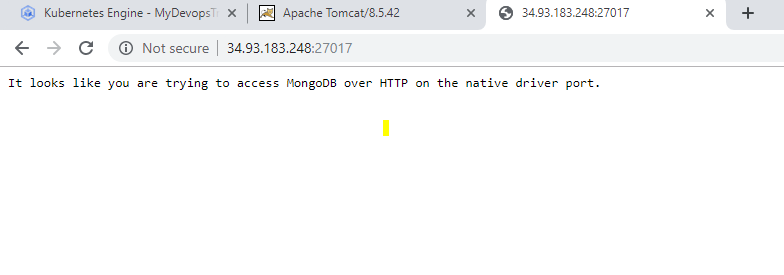 Kubernetes Engine - MyDevopsT
Apache Tomcat/8.5.42
34.93.183.248:27017
Not secure
34.93.183.248:27017
It looks like you are trying to access MongoDB over HTTP on the native driver port.